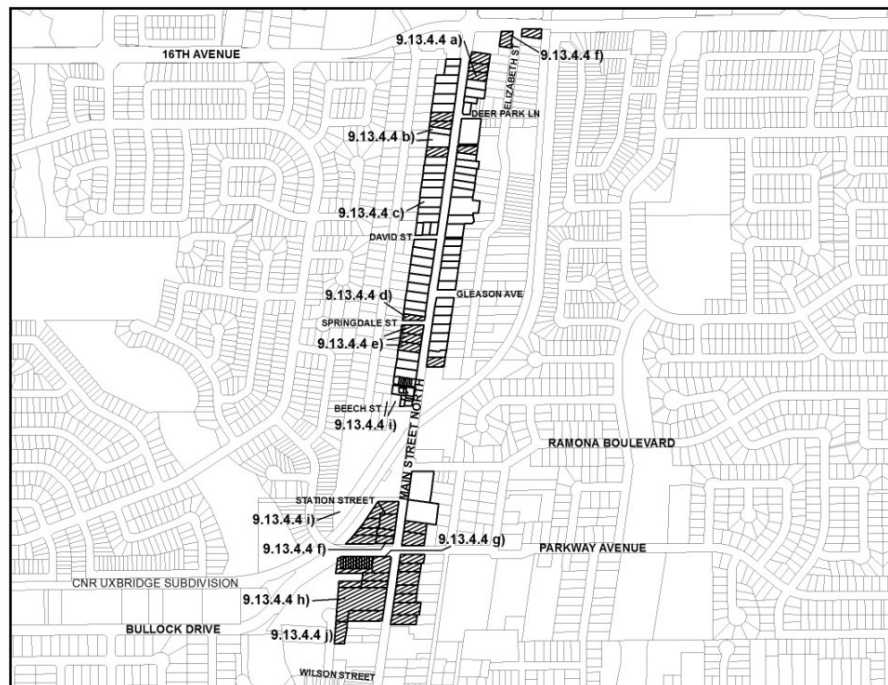 9.13.4.4 a)
16TH AVENUE
9.13.4.4 f)
ELIZABETH ST
DEER PARK LN
9.13.4.4 b)
9.13.4.4 c)
DAVID ST
GLEASON AVE
9.13.4.4 d)
SPRINGDALE ST
9.13.4.4 e)
BEECH ST
9.13.4.4 i)
MAIN STREET NORTH
RAMONA BOULEVARD
STATION STREET
9.13.4.4 i)
9.13.4.4 g)
9.13.4.4 f)
PARKWAY AVENUE
CNR UXBRIDGE SUBDIVISION
9.13.4.4 h)
BULLOCK DRIVE
9.13.4.4 j)
WILSON STREET